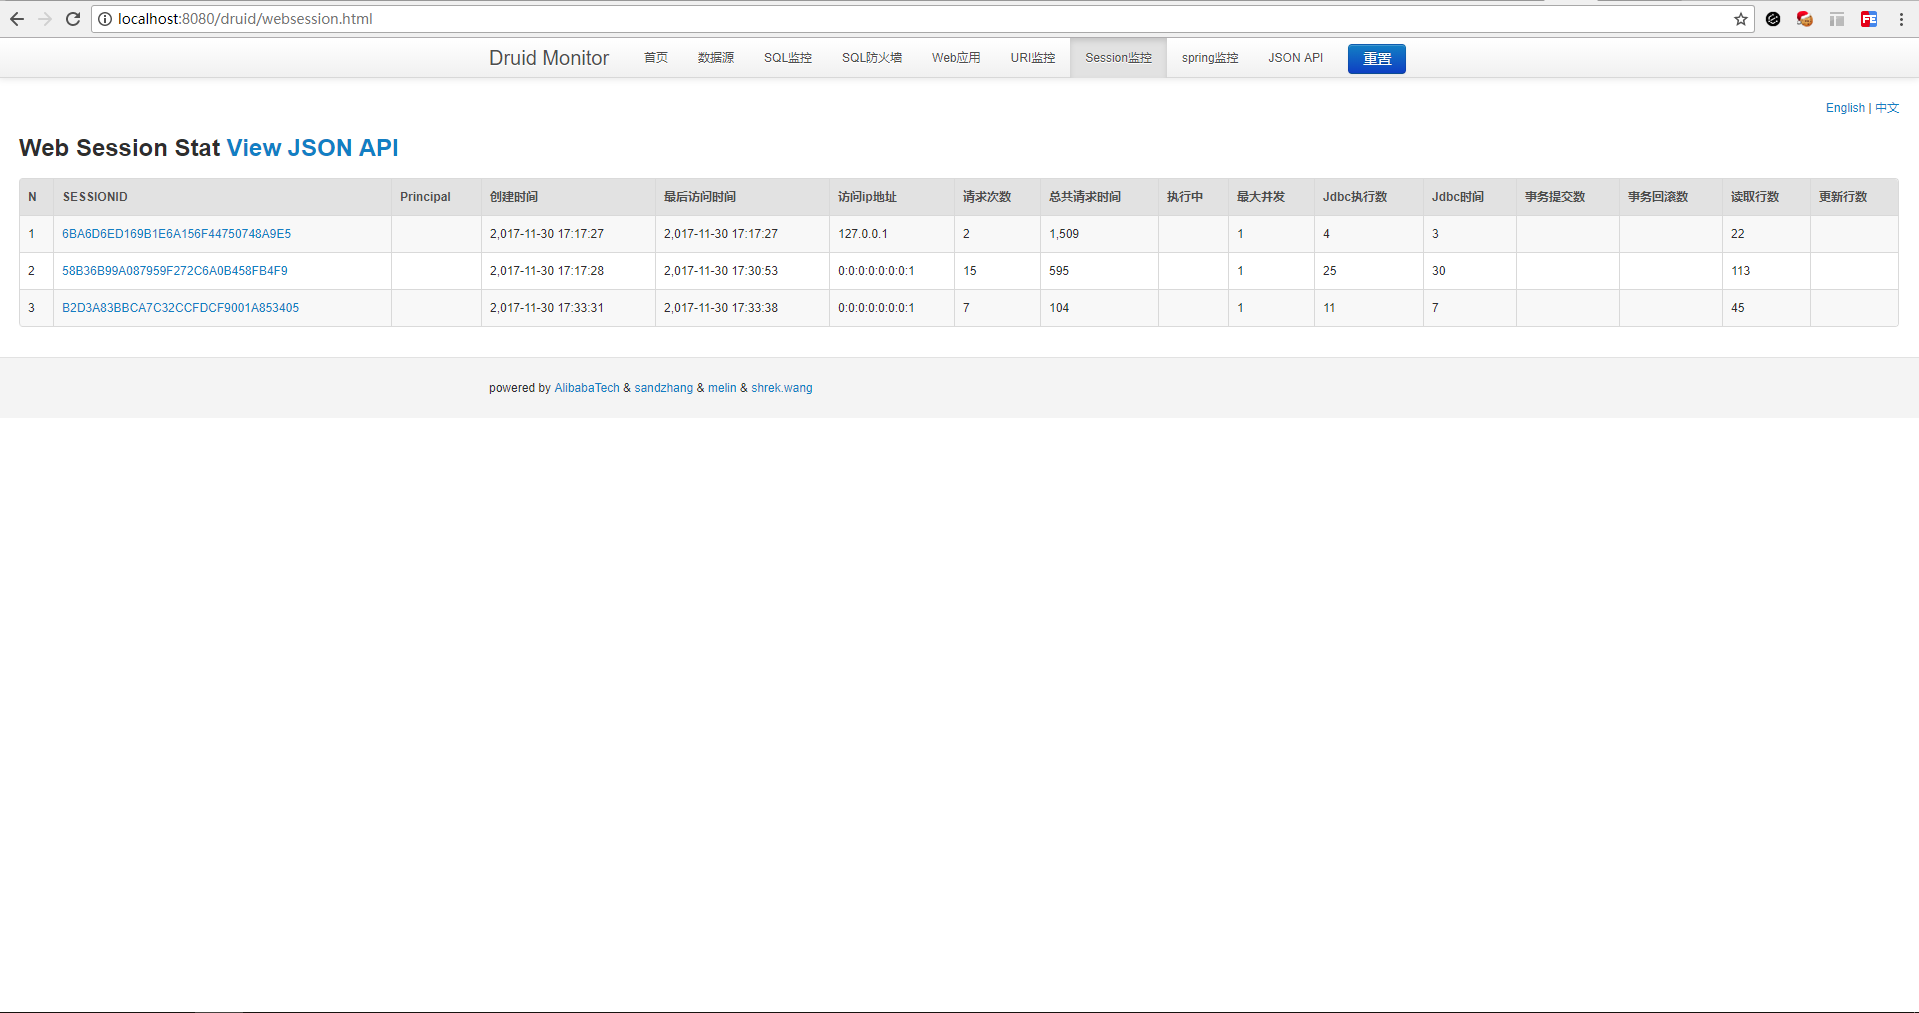 localhost:8080/druid/websession.html
Druid Monitor 首页 数据源 SQL监控 SQL防火墙 Web应用 URI监控 Session监控 spring监控 JSON API 重置
English | 中文
Web Session Stat View JSON API
N SESSIONID Principal 创建时间 最后访问时间 访问ip地址 请求次数 总共请求时间 执行中 最大并发 Jdbc执行数 Jdbc时间 事务提交数 事务回滚数 读取行数 更新行数
1 6BA6D6ED169B1E6A156F44750748A9E5 2,017-11-30 17:17:27 2,017-11-30 17:17:27 127.0.0.1 2 1,509 1 4 3 22
2 58B36B99A087959F272C6A0B458FB4F9 2,017-11-30 17:17:28 2,017-11-30 17:30:53 0:0:0:0:0:0:0:1 15 595 1 25 30 113
3 B2D3A83BBCA7C32CCFDCF9001A853405 2,017-11-30 17:33:31 2,017-11-30 17:33:38 0:0:0:0:0:0:0:1 7 104 1 11 7 45
powered by AlibabaTech & sandzhang & melin & shrek.wang